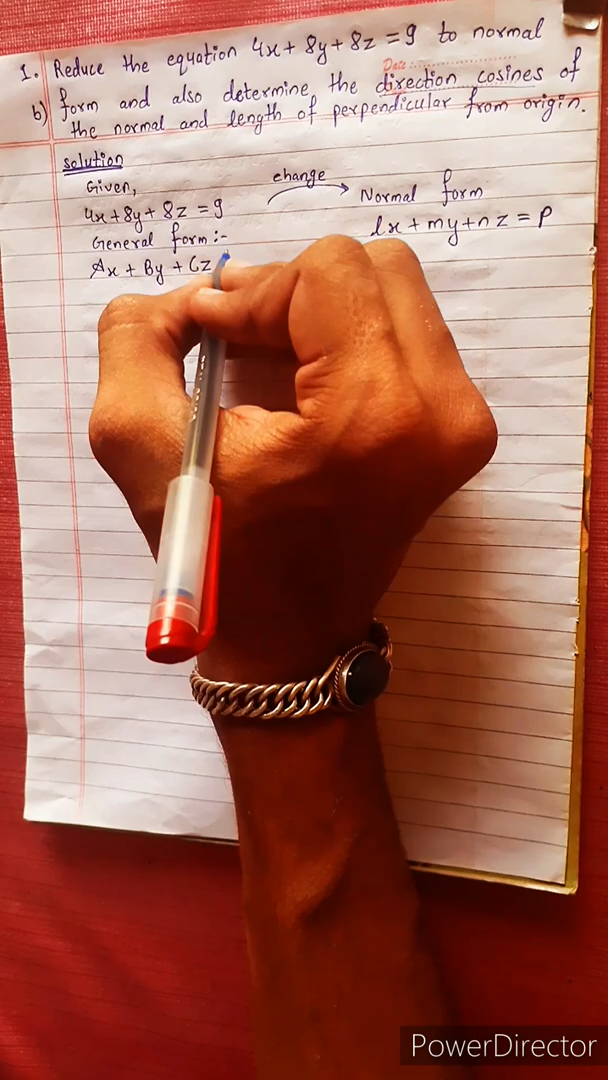 1. Reduce the equation 4x + 8y + 8z = 9 to normal
Date :
b) form and also determine the direction cosines of
the normal and length of perpendicular from origin.
solution
Given,
change
Normal form
4x + 8y + 8z = 9
lx + my + nz = P
General form :-
Ax + By + Cz
PowerDirector